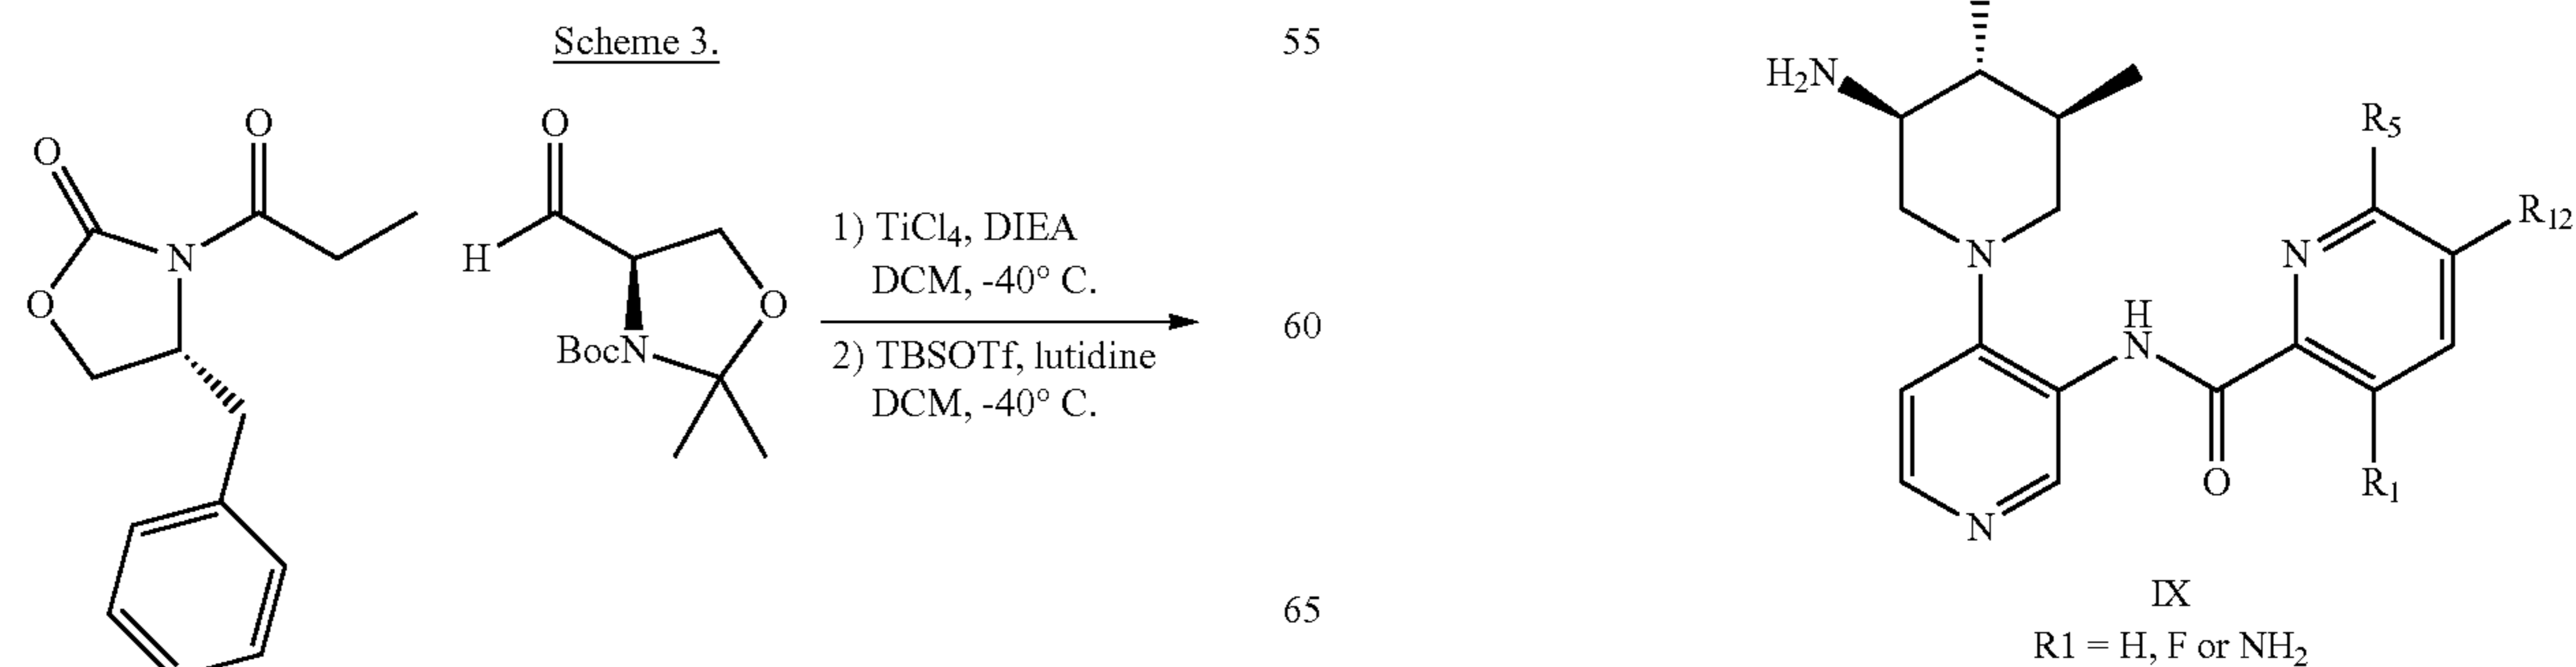 Scheme 3.
O
O
N
O
O
H
BocN
O
1) TiCl4, DIEA
DCM, -40° C.
2) TBSOTf, lutidine
DCM, -40° C.
55
60
65
H2N
N
N
H
N
O
N
R5
R12
R1
IX
R1 = H, F or NH2